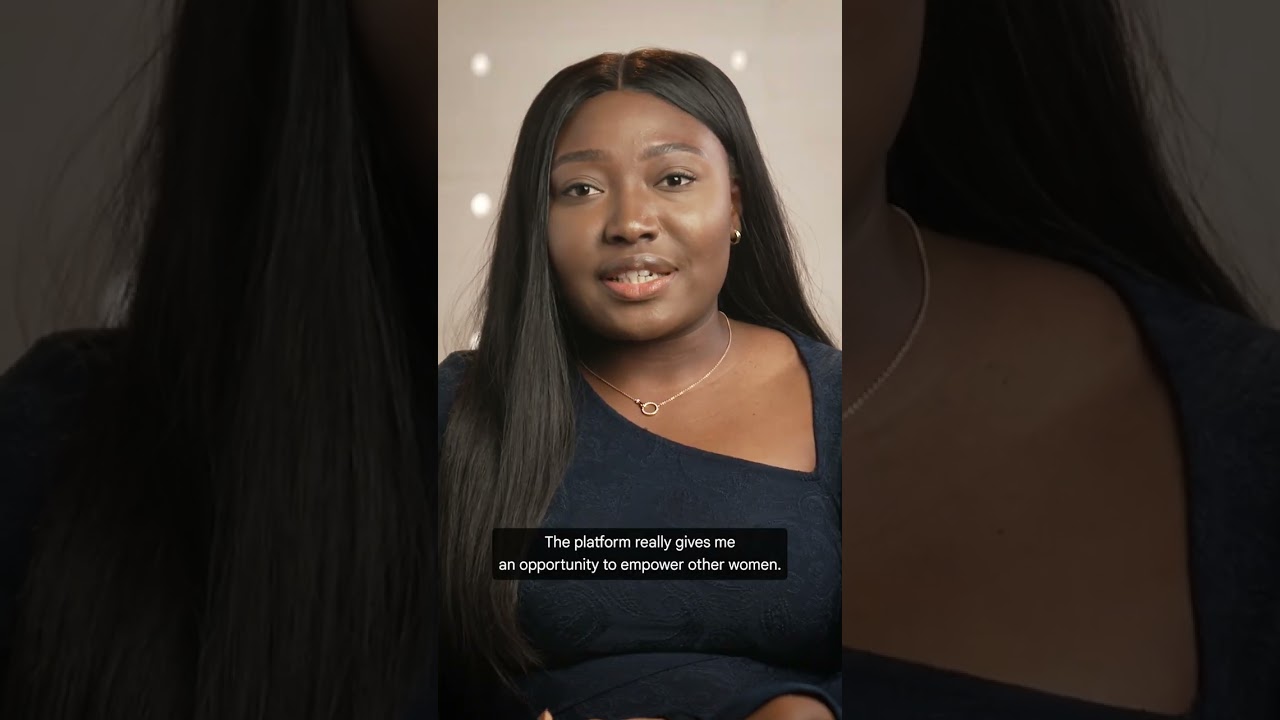 The platform really gives me
an opportunity to empower other women.